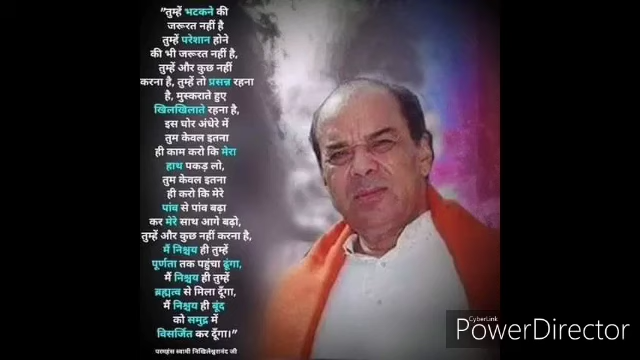 "तुम्हें भटकने की
जरूरत नहीं है
तुम्हें परेशान होने
की भी जरूरत नहीं है,
तुम्हें और कुछ नहीं
करना है, तुम्हें तो प्रसन्न रहना
है, मुस्कराते हुए
खिलखिलाते रहना है,
इस घोर अंधेरे में
तुम केवल इतना
ही काम करो कि मेरा
हाथ पकड़ लो,
तुम केवल इतना
ही करो कि मेरे
पांव से पांव बढ़ा
कर मेरे साथ आगे बढ़ो,
तुम्हें और कुछ नहीं करना है,
मैं निश्चय ही तुम्हें
पूर्णता तक पहुंचा दूंगा,
मैं निश्चय ही तुम्हें
ब्रह्मत्व से मिला दूँगा,
मैं निश्चय ही बूंद
को समुद्र में
विसर्जित कर दूँगा।"
परमहंस स्वामी निखिलेश्वरानंद जी
CyberLink
PowerDirector